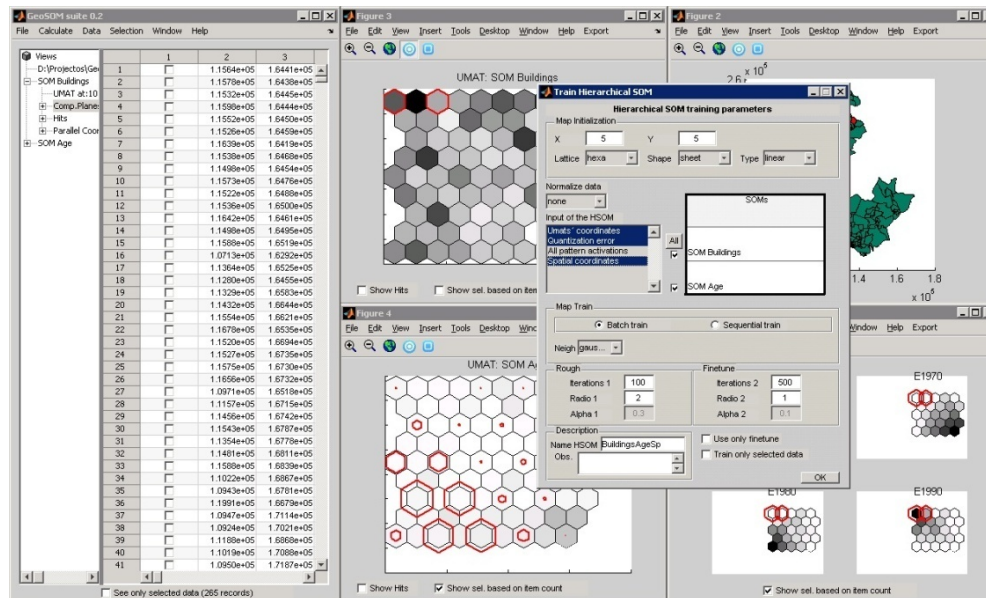 GeoSOM suite 0.2
File Calculate Data Selection Window Help
Views
D:\Projectos\Geo
SOM Buildings
UMAT at:10
Comp.Plane:
Hits
Parallel Coor
SOM Age
1 2 3
1 1.1564e+05 1.6441e+05
2 1.1578e+05 1.6438e+05
3 1.1532e+05 1.6445e+05
4 1.1598e+05 1.6444e+05
5 1.1552e+05 1.6450e+05
6 1.1526e+05 1.6459e+05
7 1.1639e+05 1.6419e+05
8 1.1538e+05 1.6468e+05
9 1.1498e+05 1.6454e+05
10 1.1573e+05 1.6476e+05
11 1.1522e+05 1.6488e+05
12 1.1536e+05 1.6500e+05
13 1.1642e+05 1.6461e+05
14 1.1498e+05 1.6495e+05
15 1.1588e+05 1.6519e+05
16 1.0713e+05 1.6292e+05
17 1.1364e+05 1.6525e+05
18 1.1280e+05 1.6455e+05
19 1.1329e+05 1.6583e+05
20 1.1432e+05 1.6644e+05
21 1.1554e+05 1.6621e+05
22 1.1678e+05 1.6535e+05
23 1.1520e+05 1.6694e+05
24 1.1527e+05 1.6735e+05
25 1.1575e+05 1.6730e+05
26 1.1656e+05 1.6732e+05
27 1.0971e+05 1.6518e+05
28 1.1157e+05 1.6715e+05
29 1.1456e+05 1.6742e+05
30 1.1543e+05 1.6787e+05
31 1.1354e+05 1.6778e+05
32 1.1481e+05 1.6811e+05
33 1.1588e+05 1.6839e+05
34 1.1022e+05 1.6867e+05
35 1.0943e+05 1.6781e+05
36 1.1991e+05 1.6679e+05
37 1.0947e+05 1.7114e+05
38 1.0924e+05 1.7021e+05
39 1.1188e+05 1.6868e+05
40 1.1019e+05 1.7088e+05
41 1.0950e+05 1.7187e+05
See only selected data (265 records)
Figure 3
File Edit View Insert Tools Desktop Window Help Export
UMAT: SOM Buildings
Show Hits Show sel. based on item
Figure 2
File Edit View Insert Tools Desktop Window Help Export
x 10^5
2.6
1.4 1.6 1.8
x 10^5
Train Hierarchical SOM
Hierarchical SOM training parameters
Map Initialization
X 5 Y 5
Lattice hexa Shape sheet Type linear
Normalize data
none
Input of the HSOM
Umats` coordinates
Quantization error
All pattern activations
Spatial coordinates
All
SOMs
SOM Buildings
SOM Age
Map Train
Batch train Sequential train
Neigh gaus...
Rough
Iterations 1 100
Radio 1 2
Alpha 1 0.3
Finetune
Iterations 2 500
Radio 2 1
Alpha 2 0.1
Description
Name HSOM BuildingsAgeSp
Obs.
Use only finetune
Train only selected data
OK
Figure 4
File Edit View Insert Tools Desktop Winc
UMAT: SOM A
Show Hits Show sel. based on item count
Window Help Export
E1970
E1980 E1990
Show sel. based on item count